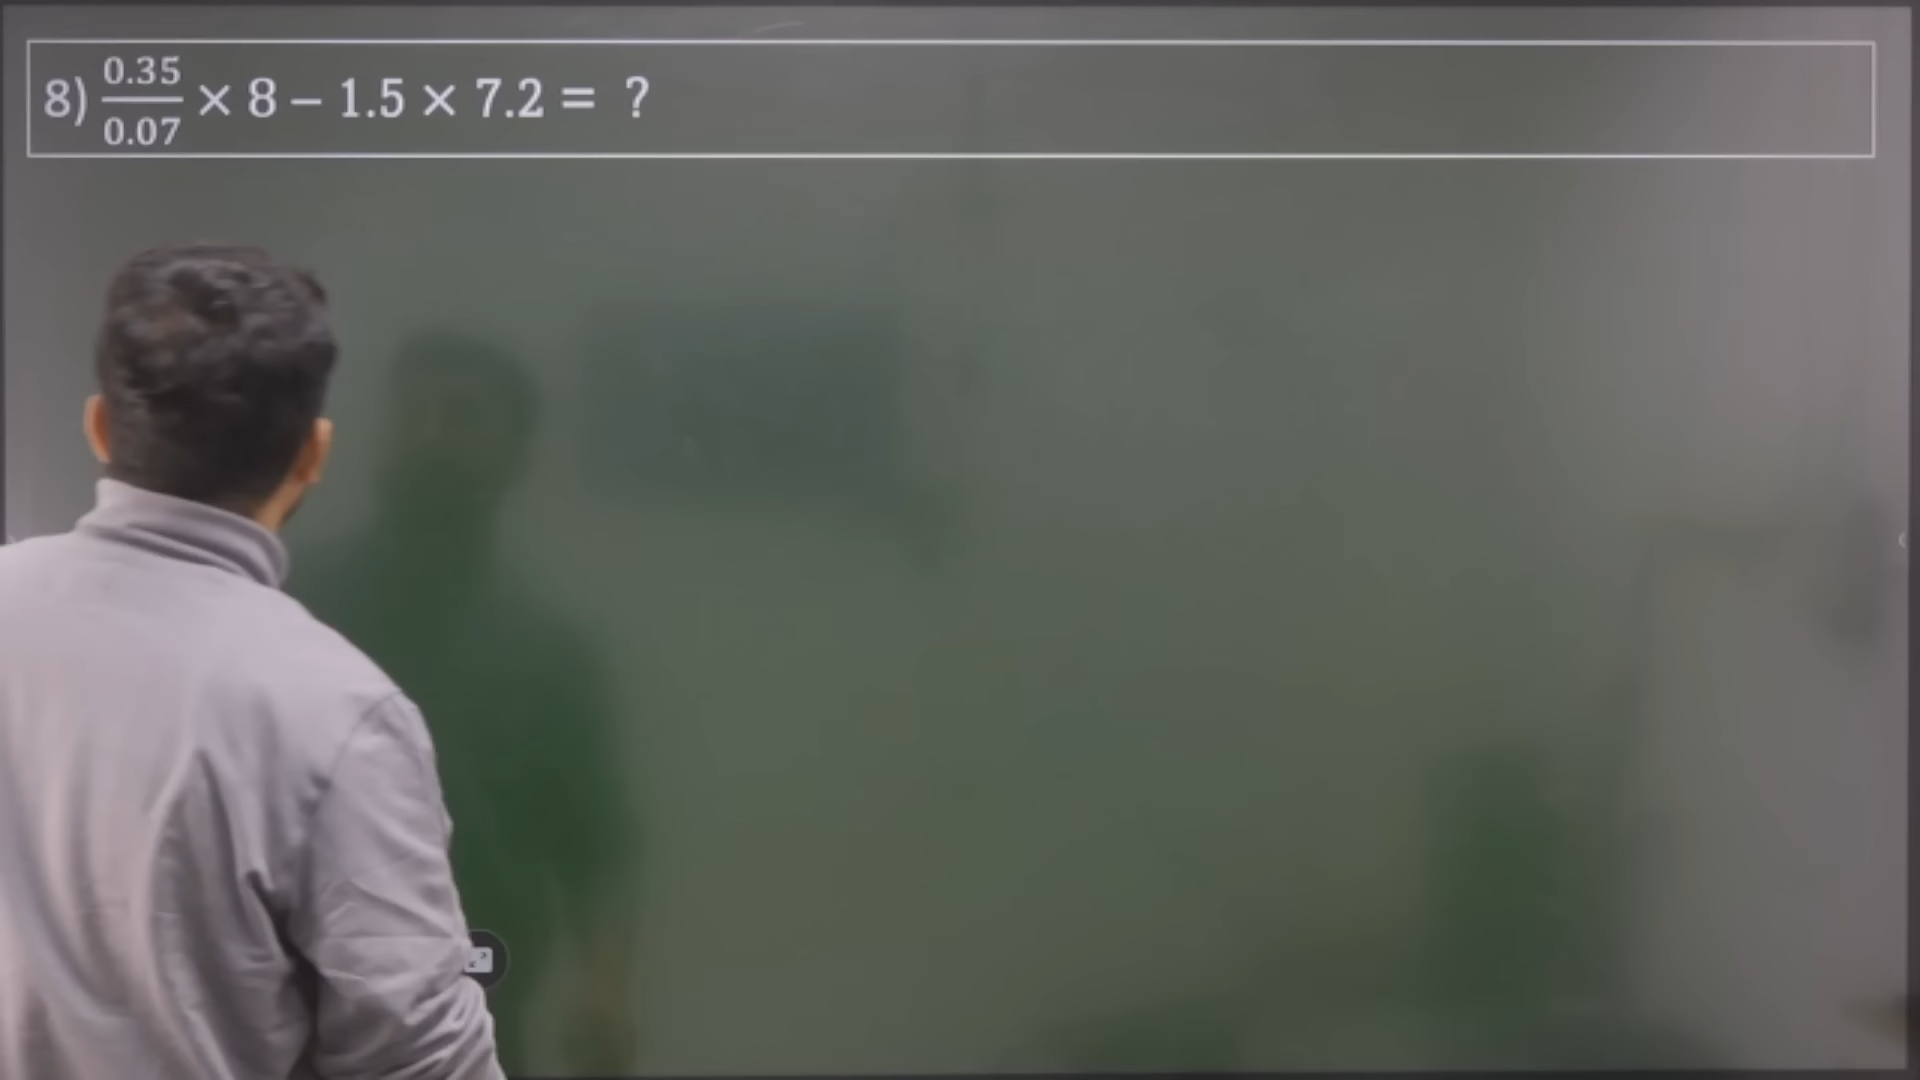 8) 0.35/0.07 × 8 − 1.5 × 7.2 = ?